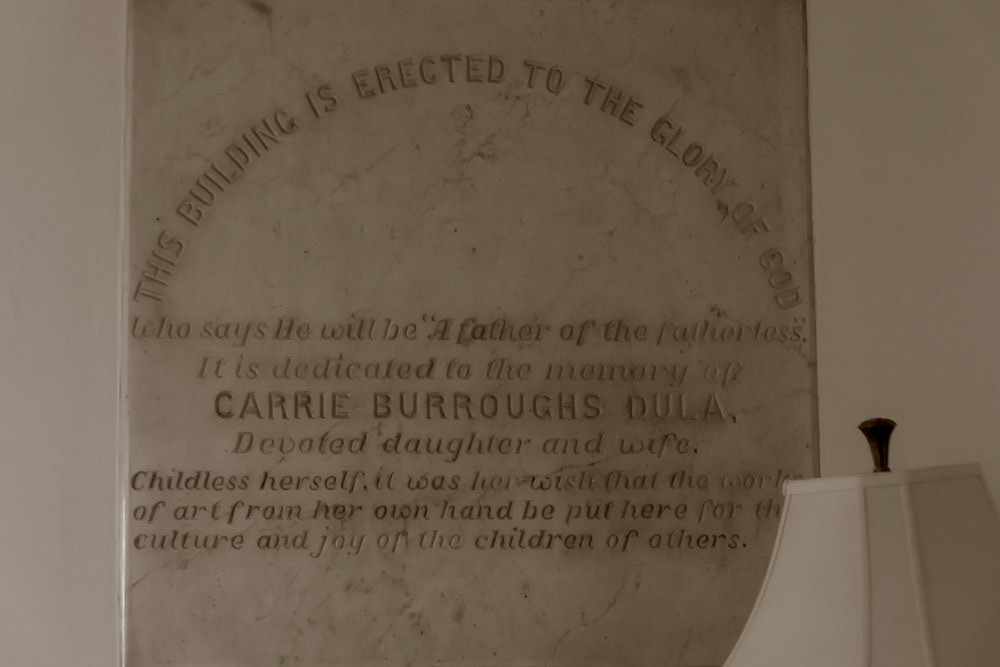 THIS BUILDING IS ERECTED TO THE GLORY OF GOD
Who says He will be "A father of the fatherless".
It is dedicated to the memory of
CARRIE BURROUGHS DULA,
Devoted daughter and wife.
Childless herself, it was her wish that the works
of art from her own hand be put here for the
culture and joy of the children of others.